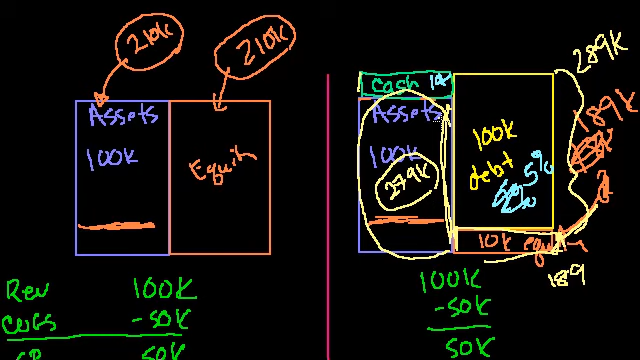 210K
210K
Assets
100K
Equity
Rev 100K
COGS -50K
GP 50K
289K
Cash 10K
Assets
100K
279K
100K
debt
5%
189K
10K equity
189
100K
-50K
50K